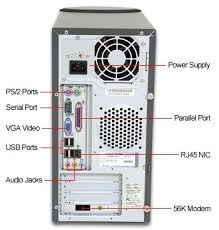 Power Supply
PS/2 Ports
Serial Port
Parallel Port
VGA Video
USB Ports
RJ45 NIC
Audio Jacks
56K Modem